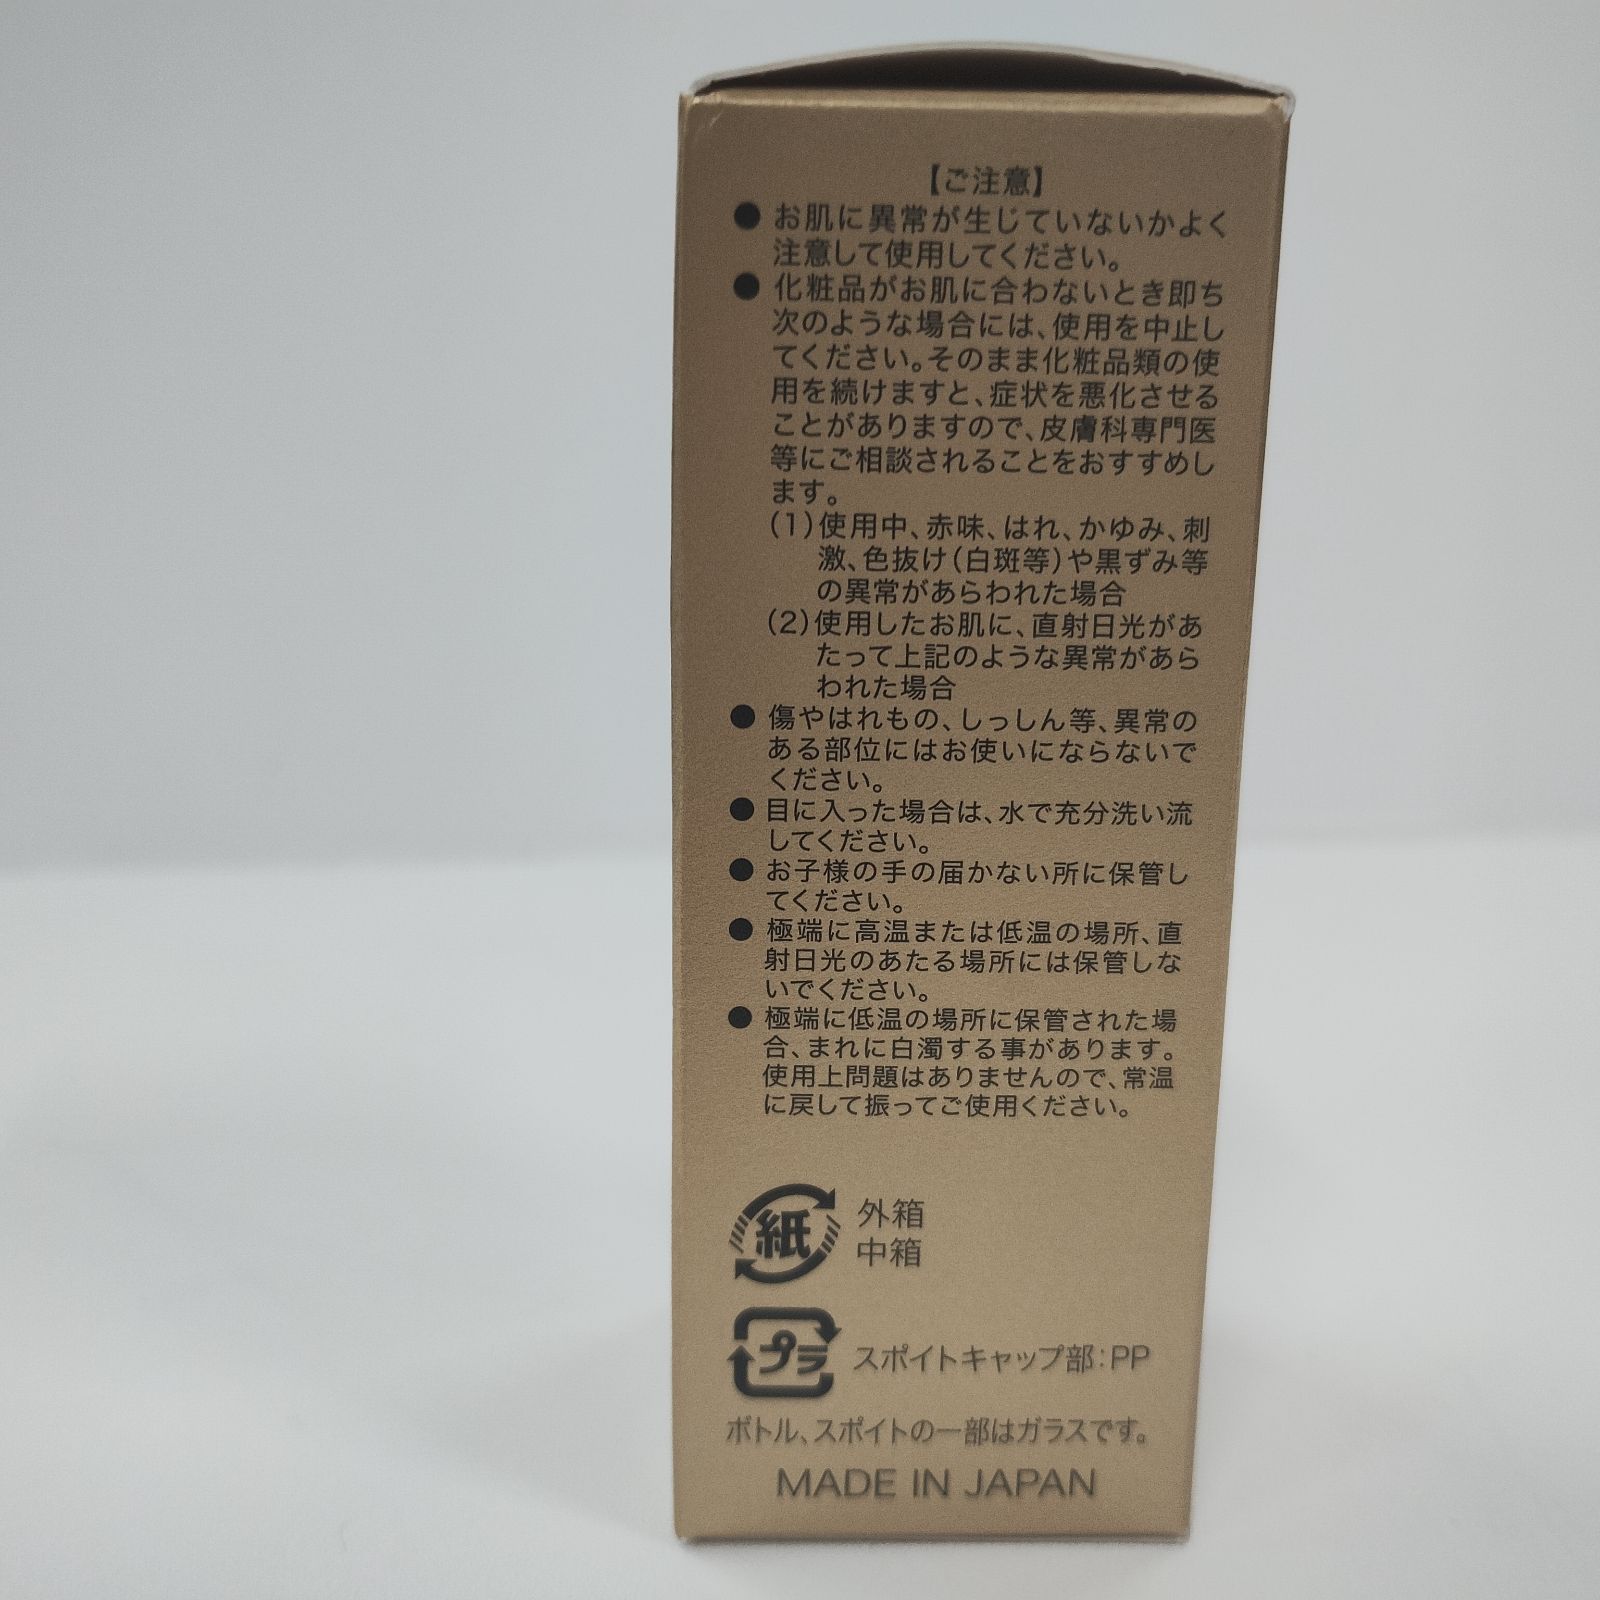 【ご注意】
● お肌に異常が生じていないかよく
注意して使用してください。
● 化粧品がお肌に合わないとき即ち
次のような場合には、使用を中止し
てください。そのまま化粧品類の使
用を続けますと、症状を悪化させる
ことがありますので、皮膚科専門医
等にご相談されることをおすすめし
ます。
(1)使用中、赤味、はれ、かゆみ、刺
激、色抜け(白斑等)や黒ずみ等
の異常があらわれた場合
(2)使用したお肌に、直射日光があ
たって上記のような異常があら
われた場合
● 傷やはれもの、しっしん等、異常の
ある部位にはお使いにならないで
ください。
● 目に入った場合は、水で充分洗い流
してください。
● お子様の手の届かない所に保管し
てください。
● 極端に高温または低温の場所、直
射日光のあたる場所には保管しな
いでください。
● 極端に低温の場所に保管された場
合、まれに白濁する事があります。
使用上問題はありませんので、常温
に戻して振ってご使用ください。
紙 外箱
中箱
プラ スポイトキャップ部:PP
ボトル、スポイトの一部はガラスです。
MADE IN JAPAN